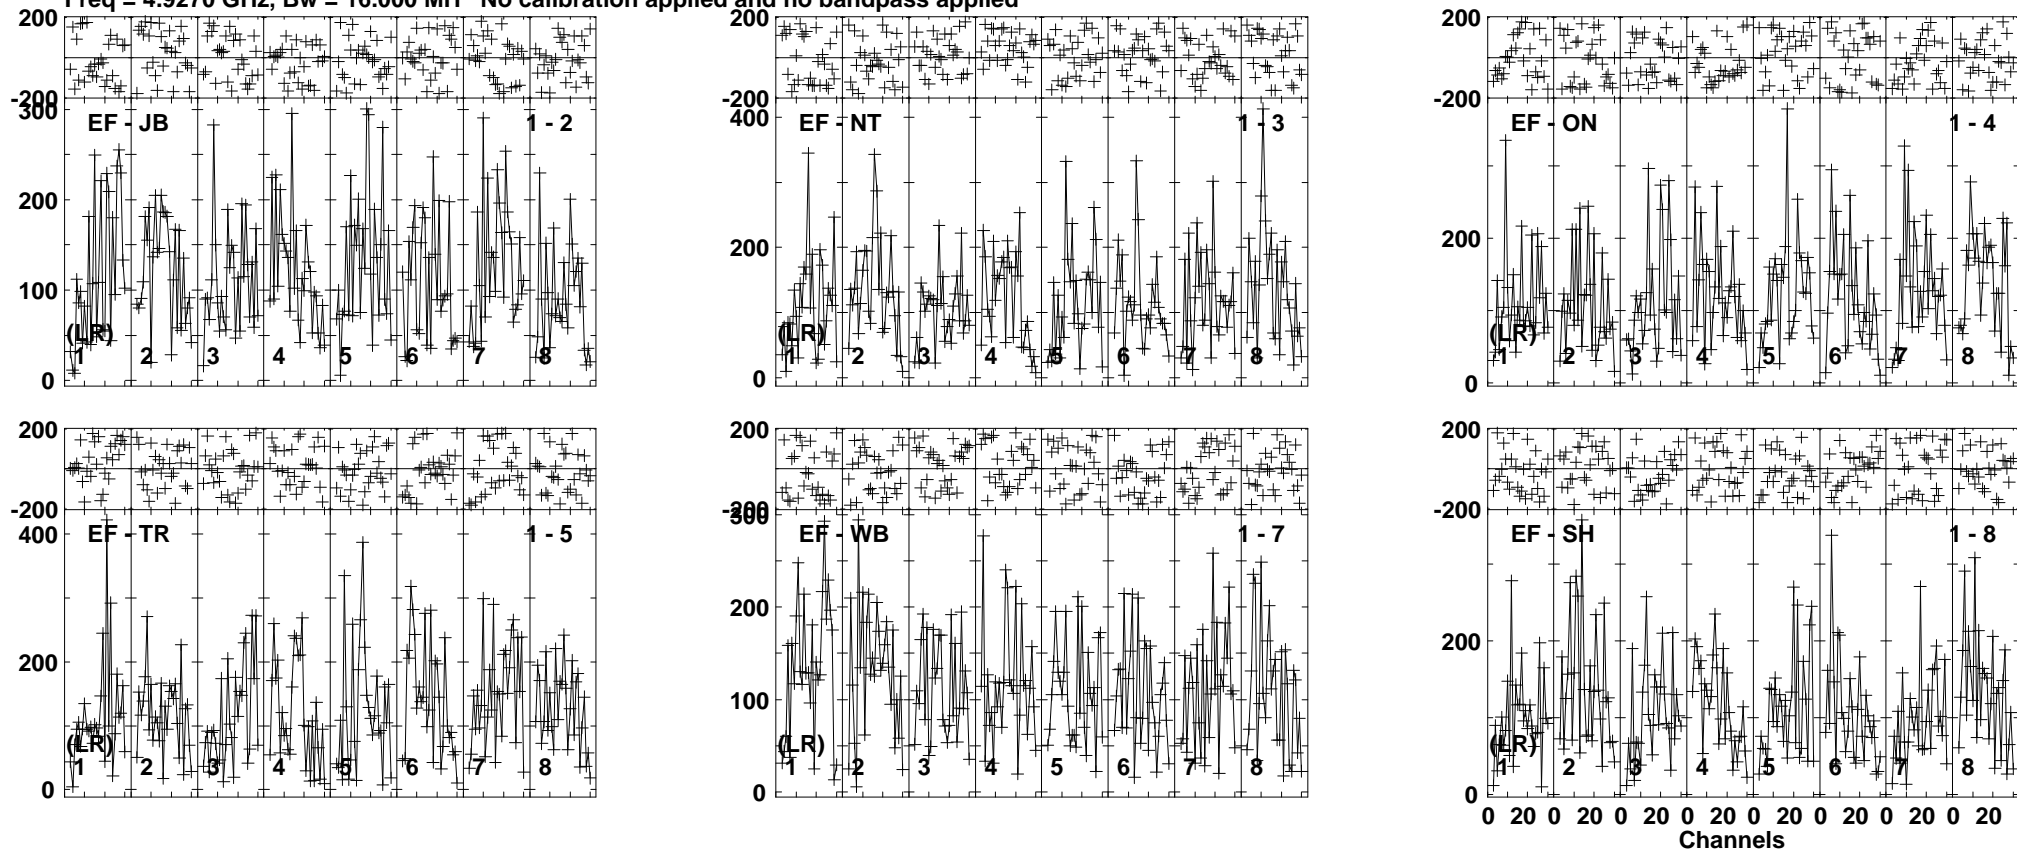 Freq = 4.9270 GHz, Bw = 16.000 MH No calibration applied and no bandpass applied
200
-200
300
200
100
0
EF - JB
1 - 2
(LR)
1 2 3 4 5 6 7 8
200
-200
400
200
0
EF - NT
1 - 3
(LR)
1 2 3 4 5 6 7 8
200
-200
200
0
EF - ON
1 - 4
(LR)
1 2 3 4 5 6 7 8
200
-200
400
200
0
EF - TR
1 - 5
(LR)
1 2 3 4 5 6 7 8
200
-200
300
200
100
0
EF - WB
1 - 7
(LR)
1 2 3 4 5 6 7 8
200
-200
200
0
EF - SH
1 - 8
(LR)
1 2 3 4 5 6 7 8
0 20 0 20 0 20 0 20 0 20 0 20 0 20 0 20
Channels